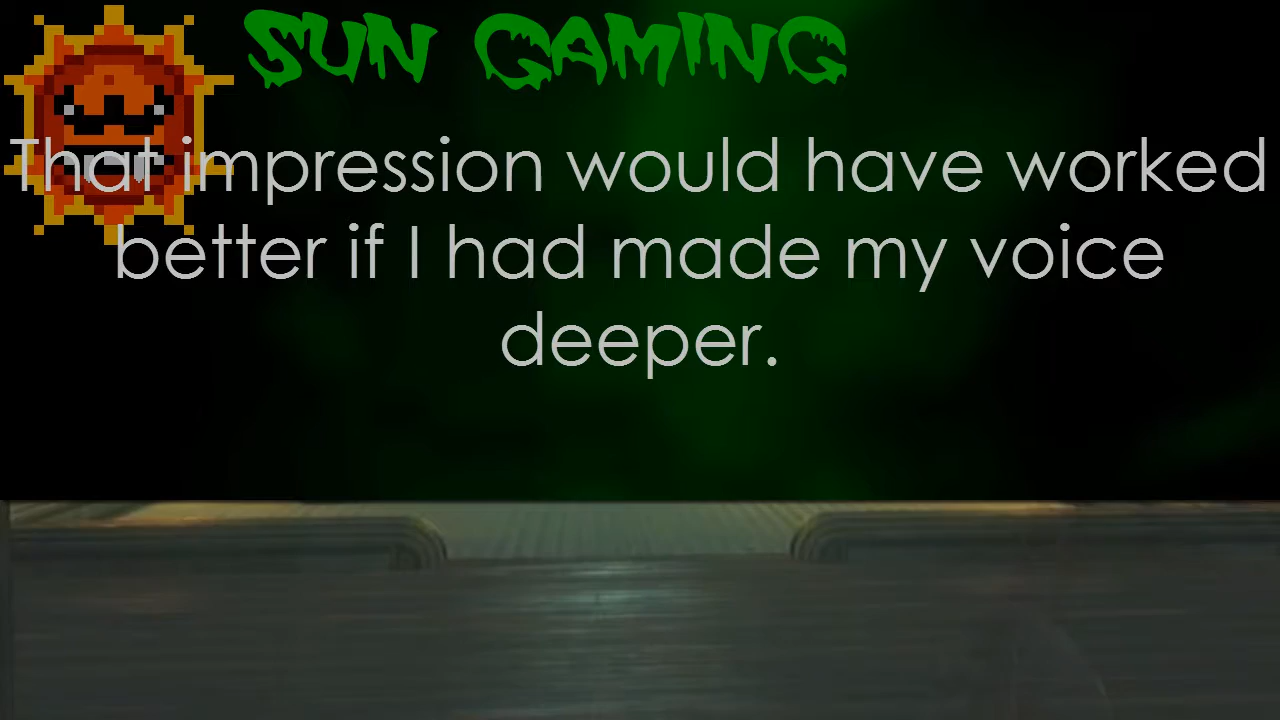 SUN GAMING
That impression would have worked
better if I had made my voice
deeper.